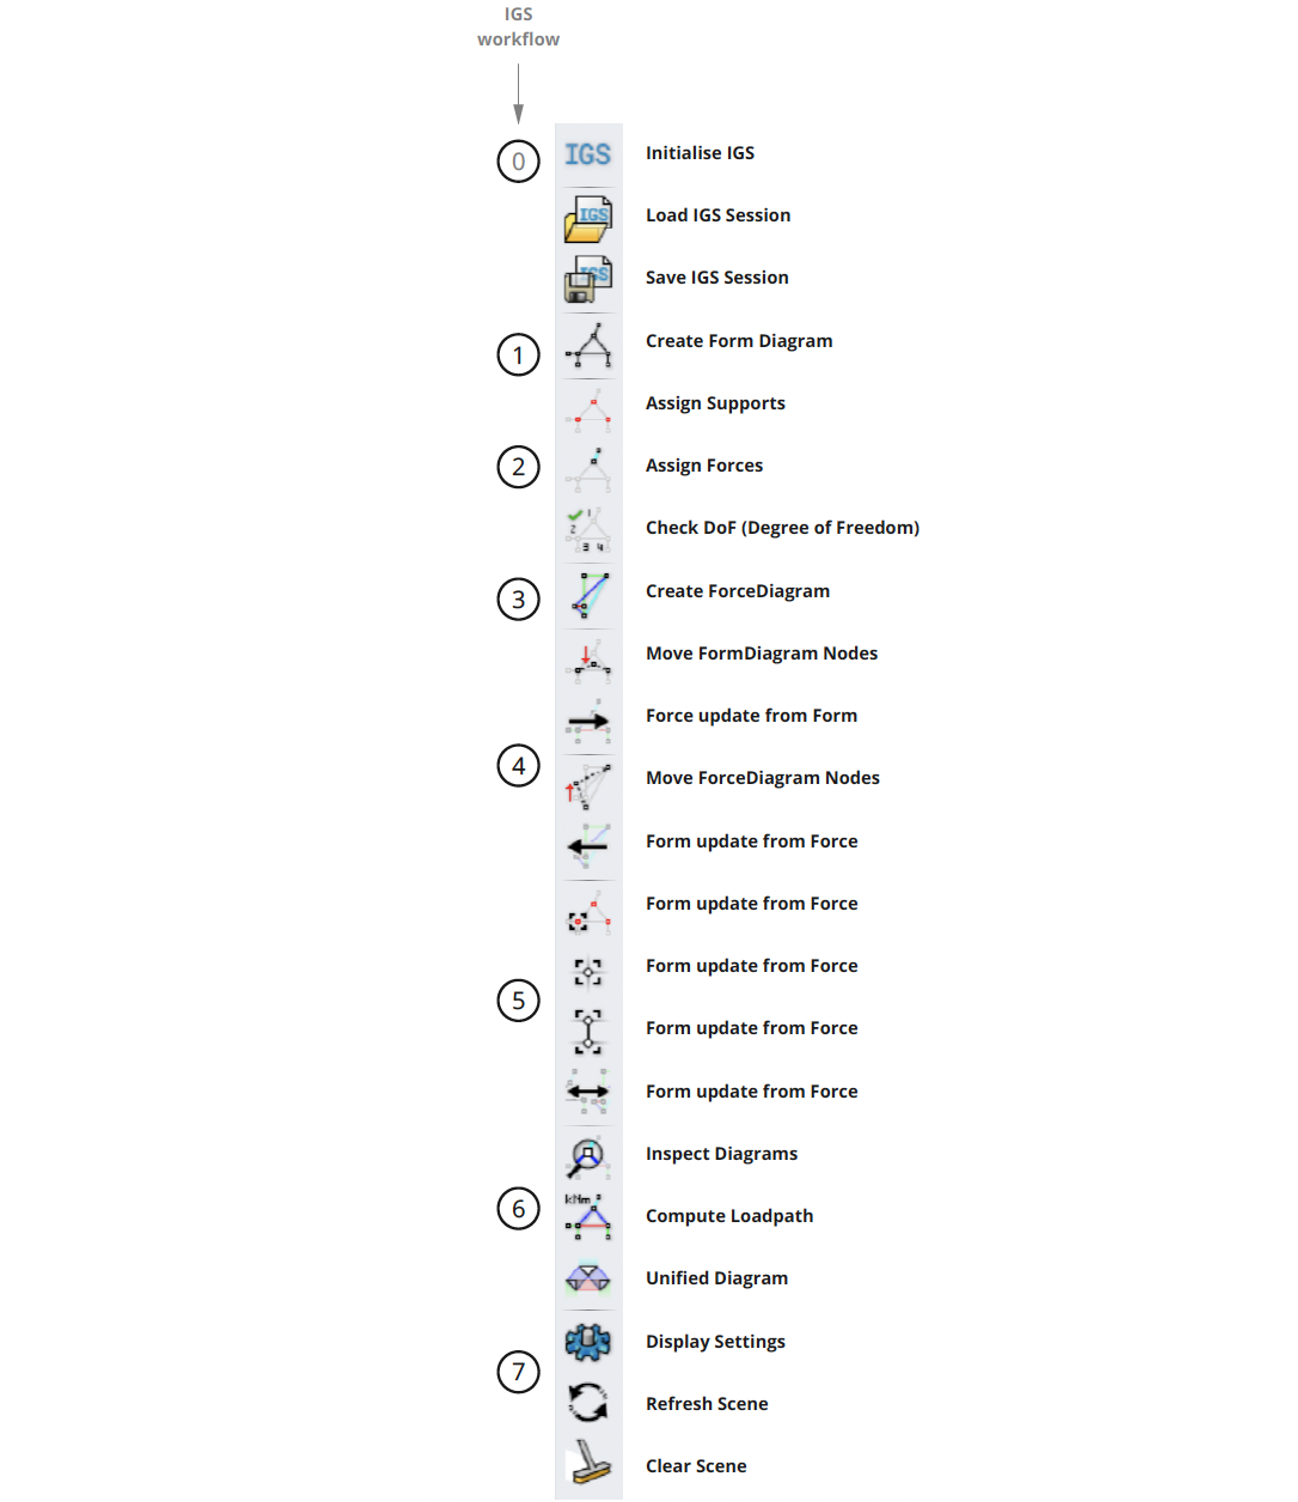 IGS
workflow
0
IGS
Initialise IGS
IGS
Load IGS Session
IGS
Save IGS Session
1
Create Form Diagram
Assign Supports
2
Assign Forces
1
2
3 4
Check DoF (Degree of Freedom)
3
Create ForceDiagram
Move FormDiagram Nodes
Force update from Form
4
Move ForceDiagram Nodes
Form update from Force
Form update from Force
Form update from Force
5
Form update from Force
Form update from Force
Inspect Diagrams
6
kNm
Compute Loadpath
Unified Diagram
Display Settings
7
Refresh Scene
Clear Scene